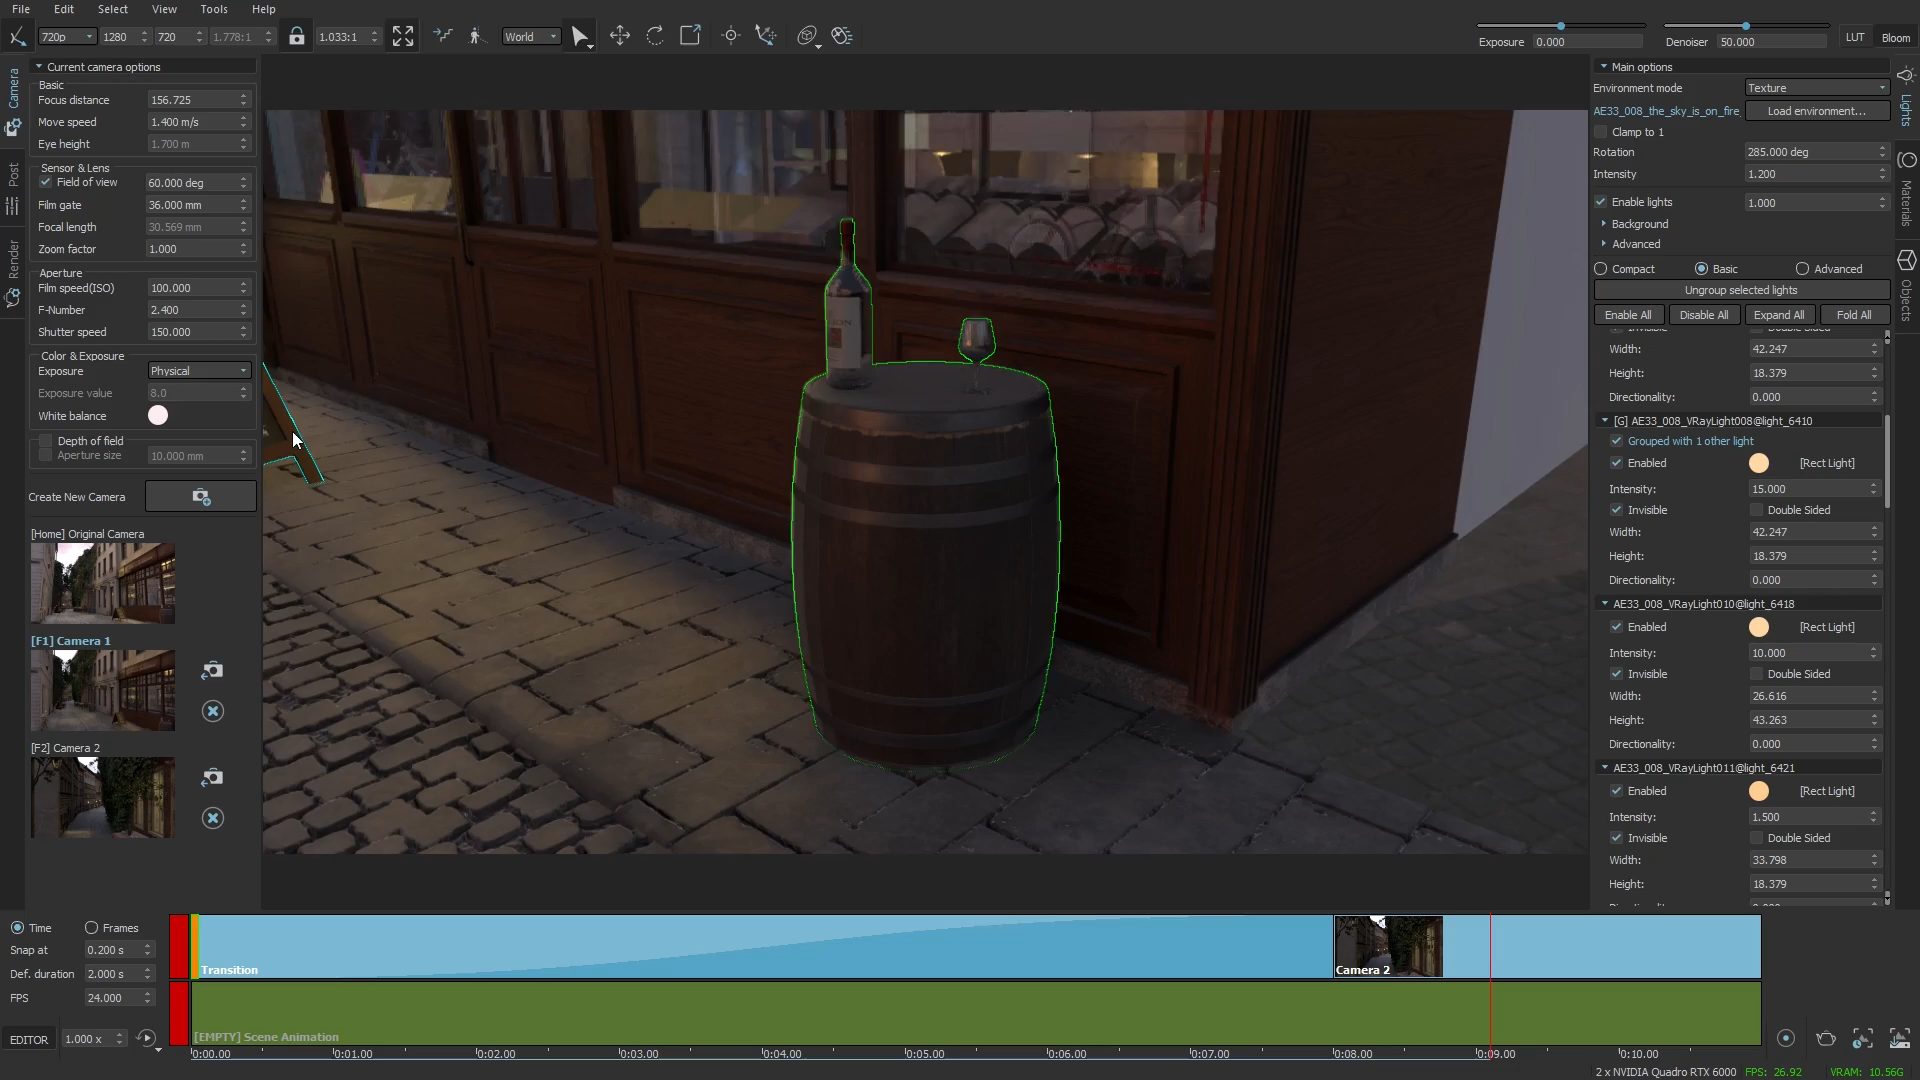 File Edit Select View Tools Help
720p 1280 720 1.778:1 1.033:1 World
Exposure 0.000 Denoiser 50.000 LUT Bloom
Camera
Post
Render
Current camera options
Basic
Focus distance 156.725
Move speed 1.400 m/s
Eye height 1.700 m
Sensor & Lens
Field of view 60.000 deg
Film gate 36.000 mm
Focal length 30.569 mm
Zoom factor 1.000
Aperture
Film speed(ISO) 100.000
F-Number 2.400
Shutter speed 150.000
Color & Exposure
Exposure Physical
Exposure value 8.0
White balance
Depth of field
Aperture size 10.000 mm
Create New Camera
[Home] Original Camera
[F1] Camera 1
[F2] Camera 2
Main options
Environment mode Texture
AE33_008_the_sky_is_on_fire. Load environment...
Clamp to 1
Rotation 285.000 deg
Intensity 1.200
Enable lights 1.000
Background
Advanced
Compact Basic Advanced
Ungroup selected lights
Enable All Disable All Expand All Fold All
Invisible Double Sided
Width: 42.247
Height: 18.379
Directionality: 0.000
[G] AE33_008_VRayLight008@light_6410
Grouped with 1 other light
Enabled [Rect Light]
Intensity: 15.000
Invisible Double Sided
Width: 42.247
Height: 18.379
Directionality: 0.000
AE33_008_VRayLight010@light_6418
Enabled [Rect Light]
Intensity: 10.000
Invisible Double Sided
Width: 26.616
Height: 43.263
Directionality: 0.000
AE33_008_VRayLight011@light_6421
Enabled [Rect Light]
Intensity: 1.500
Invisible Double Sided
Width: 33.798
Height: 18.379
Lights
Materials
Objects
Time Frames
Snap at 0.200 s
Def. duration 2.000 s
FPS 24.000
EDITOR 1.000 x
Transition
Camera 2
[EMPTY] Scene Animation
0:00.00 0:01.00 0:02.00 0:03.00 0:04.00 0:05.00 0:06.00 0:07.00 0:08.00 0:09.00 0:10.00
2 x NVIDIA Quadro RTX 6000 FPS: 26.92 VRAM: 10.56G